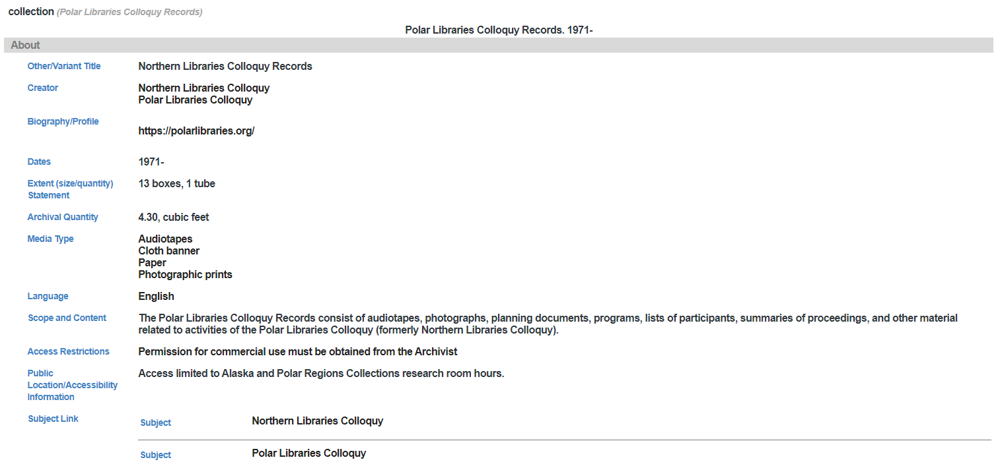 collection (Polar Libraries Colloquy Records)
Polar Libraries Colloquy Records. 1971-
About
Other/Variant Title Northern Libraries Colloquy Records
Creator Northern Libraries Colloquy
Polar Libraries Colloquy
Biography/Profile
https://polarlibraries.org/
Dates 1971-
Extent (size/quantity) 13 boxes, 1 tube
Statement
Archival Quantity 4.30, cubic feet
Media Type Audiotapes
Cloth banner
Paper
Photographic prints
Language English
Scope and Content The Polar Libraries Colloquy Records consist of audiotapes, photographs, planning documents, programs, lists of participants, summaries of proceedings, and other material
related to activities of the Polar Libraries Colloquy (formerly Northern Libraries Colloquy).
Access Restrictions Permission for commercial use must be obtained from the Archivist
Public Access limited to Alaska and Polar Regions Collections research room hours.
Location/Accessibility
Information
Subject Link Subject Northern Libraries Colloquy
Subject Polar Libraries Colloquy